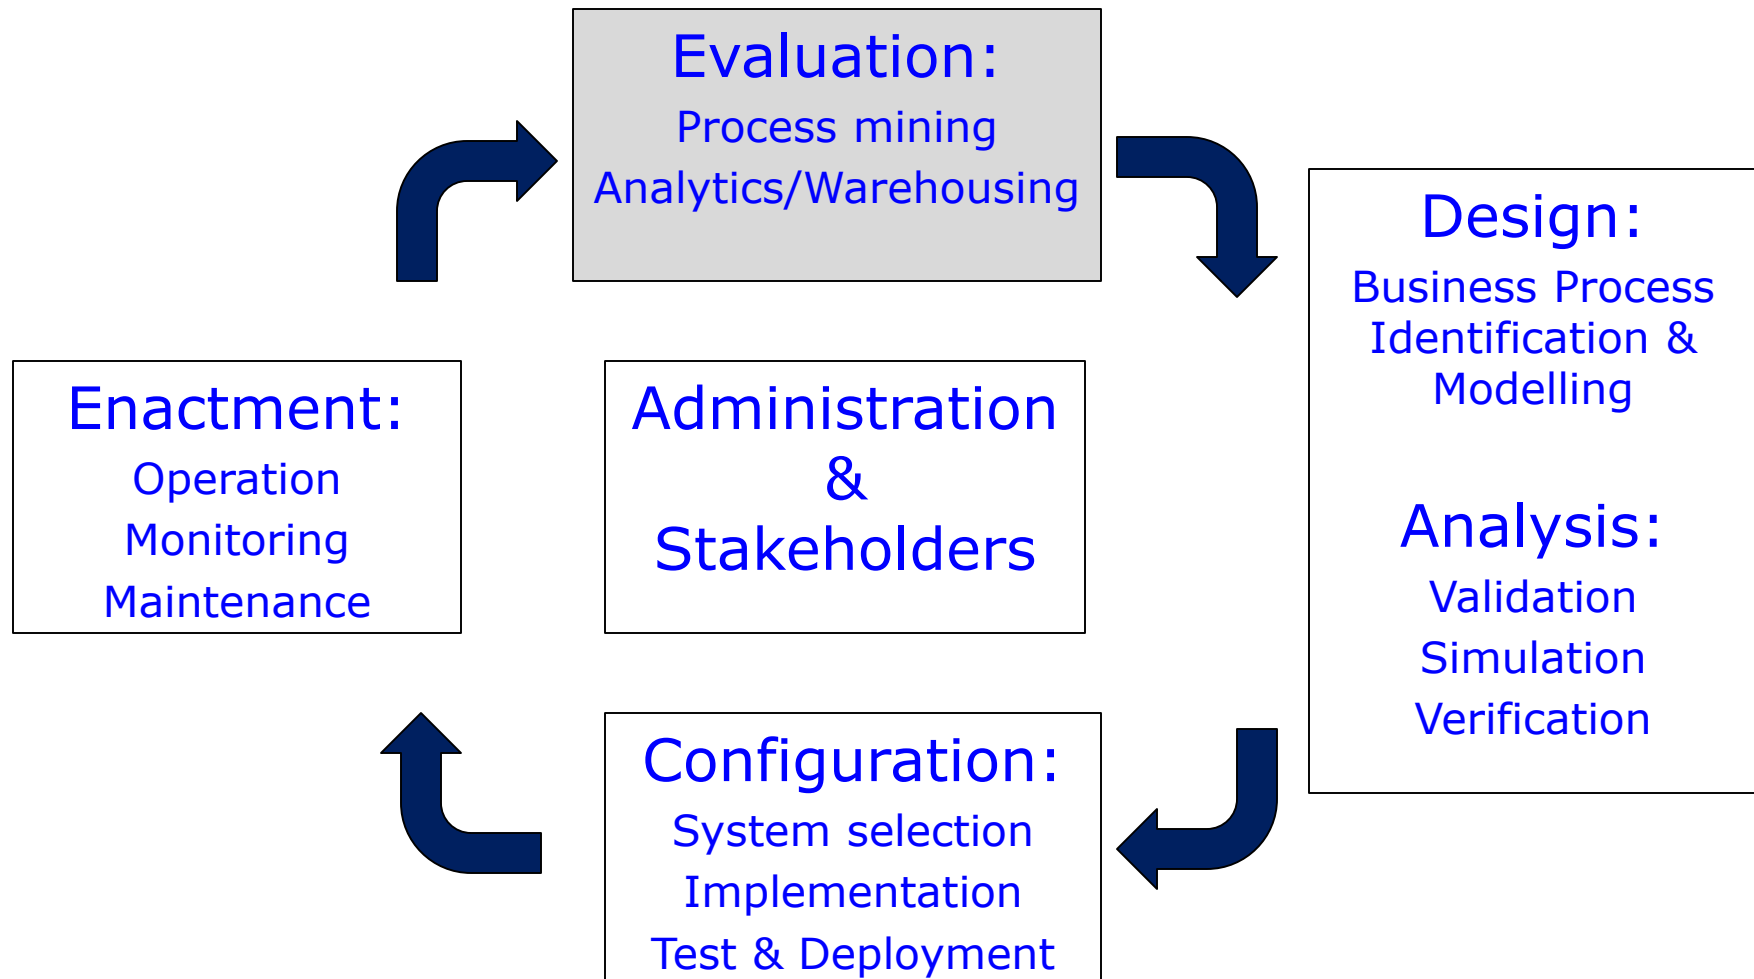 Evaluation:
Process mining
Analytics/Warehousing
Design:
Business Process
Identification &
Modelling
Analysis:
Validation
Simulation
Verification
Enactment:
Operation
Monitoring
Maintenance
Administration
&
Stakeholders
Configuration:
System selection
Implementation
Test & Deployment